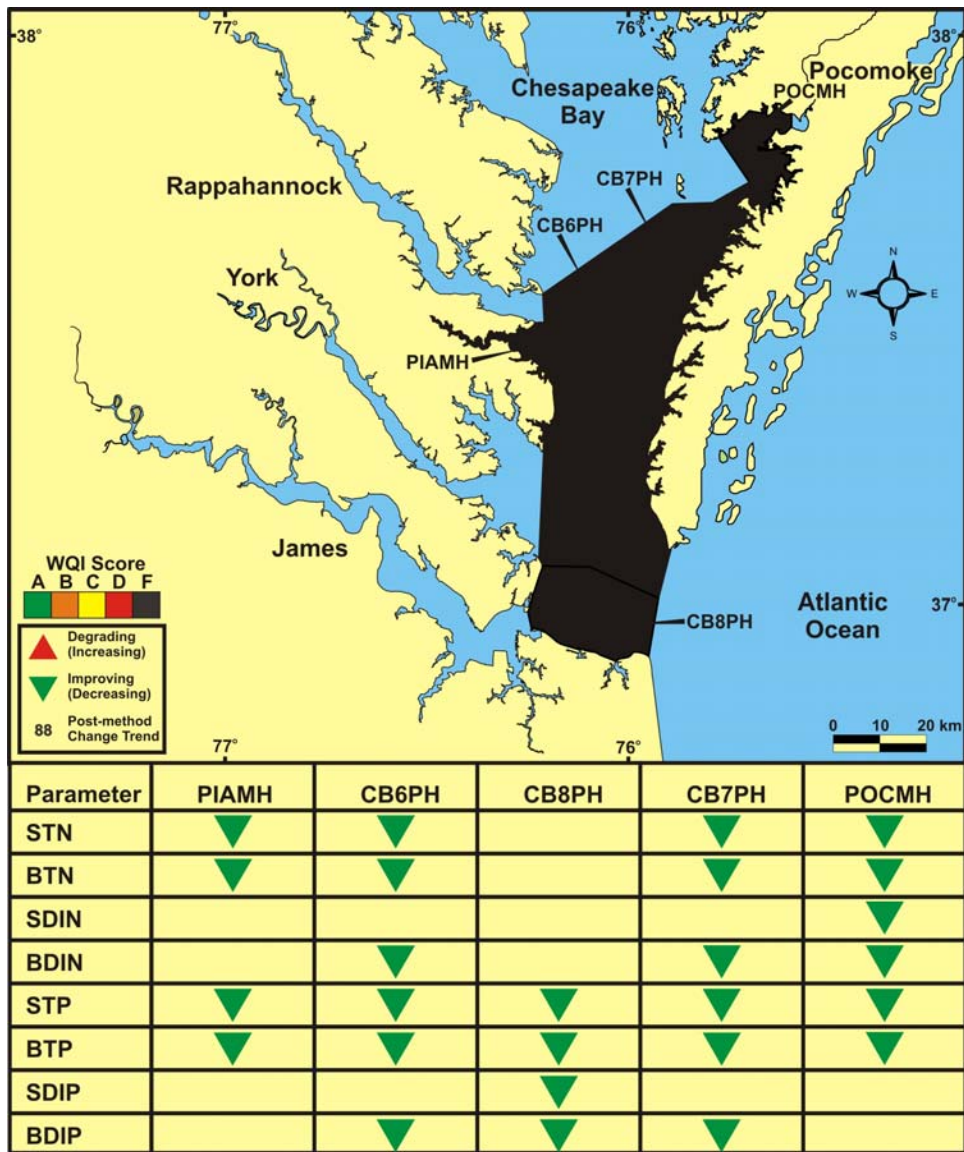 77°
76°
38°
38°
Pocomoke
POCMH
Chesapeake
Bay
Rappahannock
CB7PH
CB6PH
York
N
W E
S
PIAMH
James
WQI Score
A B C D F
Degrading
(Increasing)
Improving
(Decreasing)
88 Post-method
Change Trend
Atlantic
Ocean
37°
CB8PH
77°
76°
0 10 20 km
Parameter PIAMH CB6PH CB8PH CB7PH POCMH
STN
BTN
SDIN
BDIN
STP
BTP
SDIP
BDIP